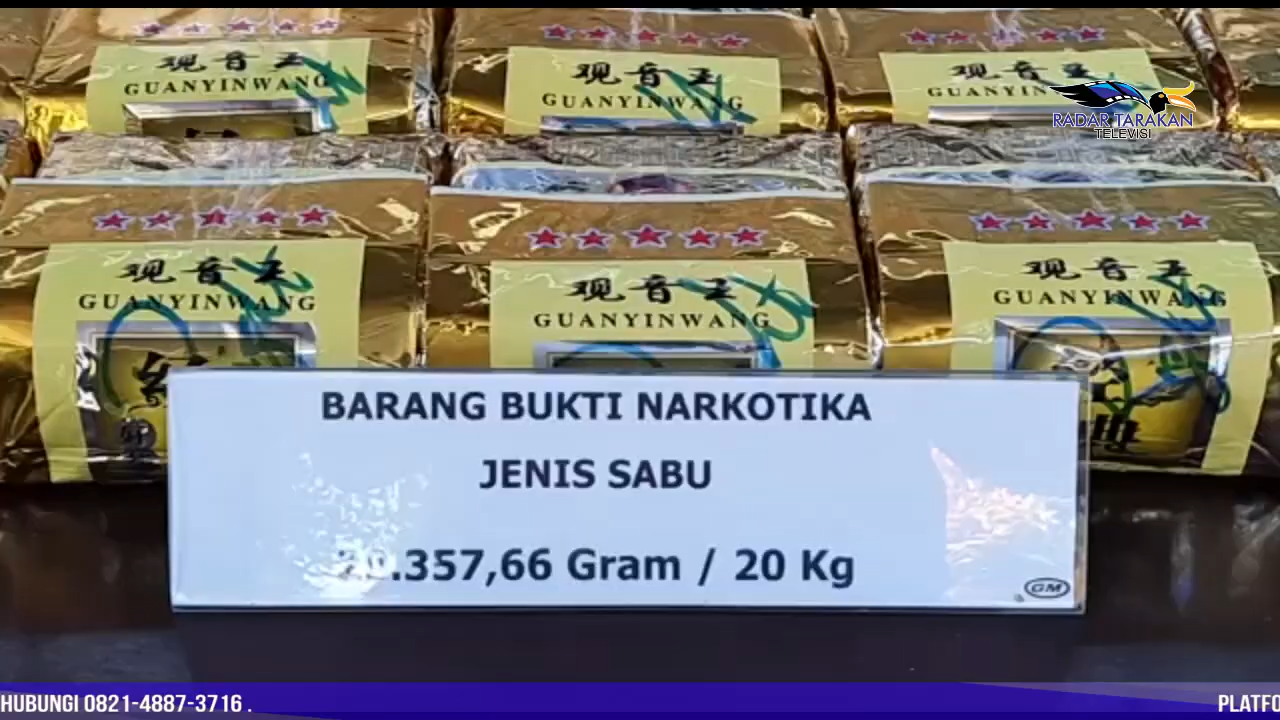 观音王
GUANYINWANG
观音王
GUANYINWANG
观音王
RADAR TARAKAN
TELEVISI
观音王
GUANYINWANG
观音王
GUANYINWANG
观音王
GUANYINWANG
BARANG BUKTI NARKOTIKA
JENIS SABU
20.357,66 Gram / 20 Kg
GM
HUBUNGI 0821-4887-3716 .
PLATFO